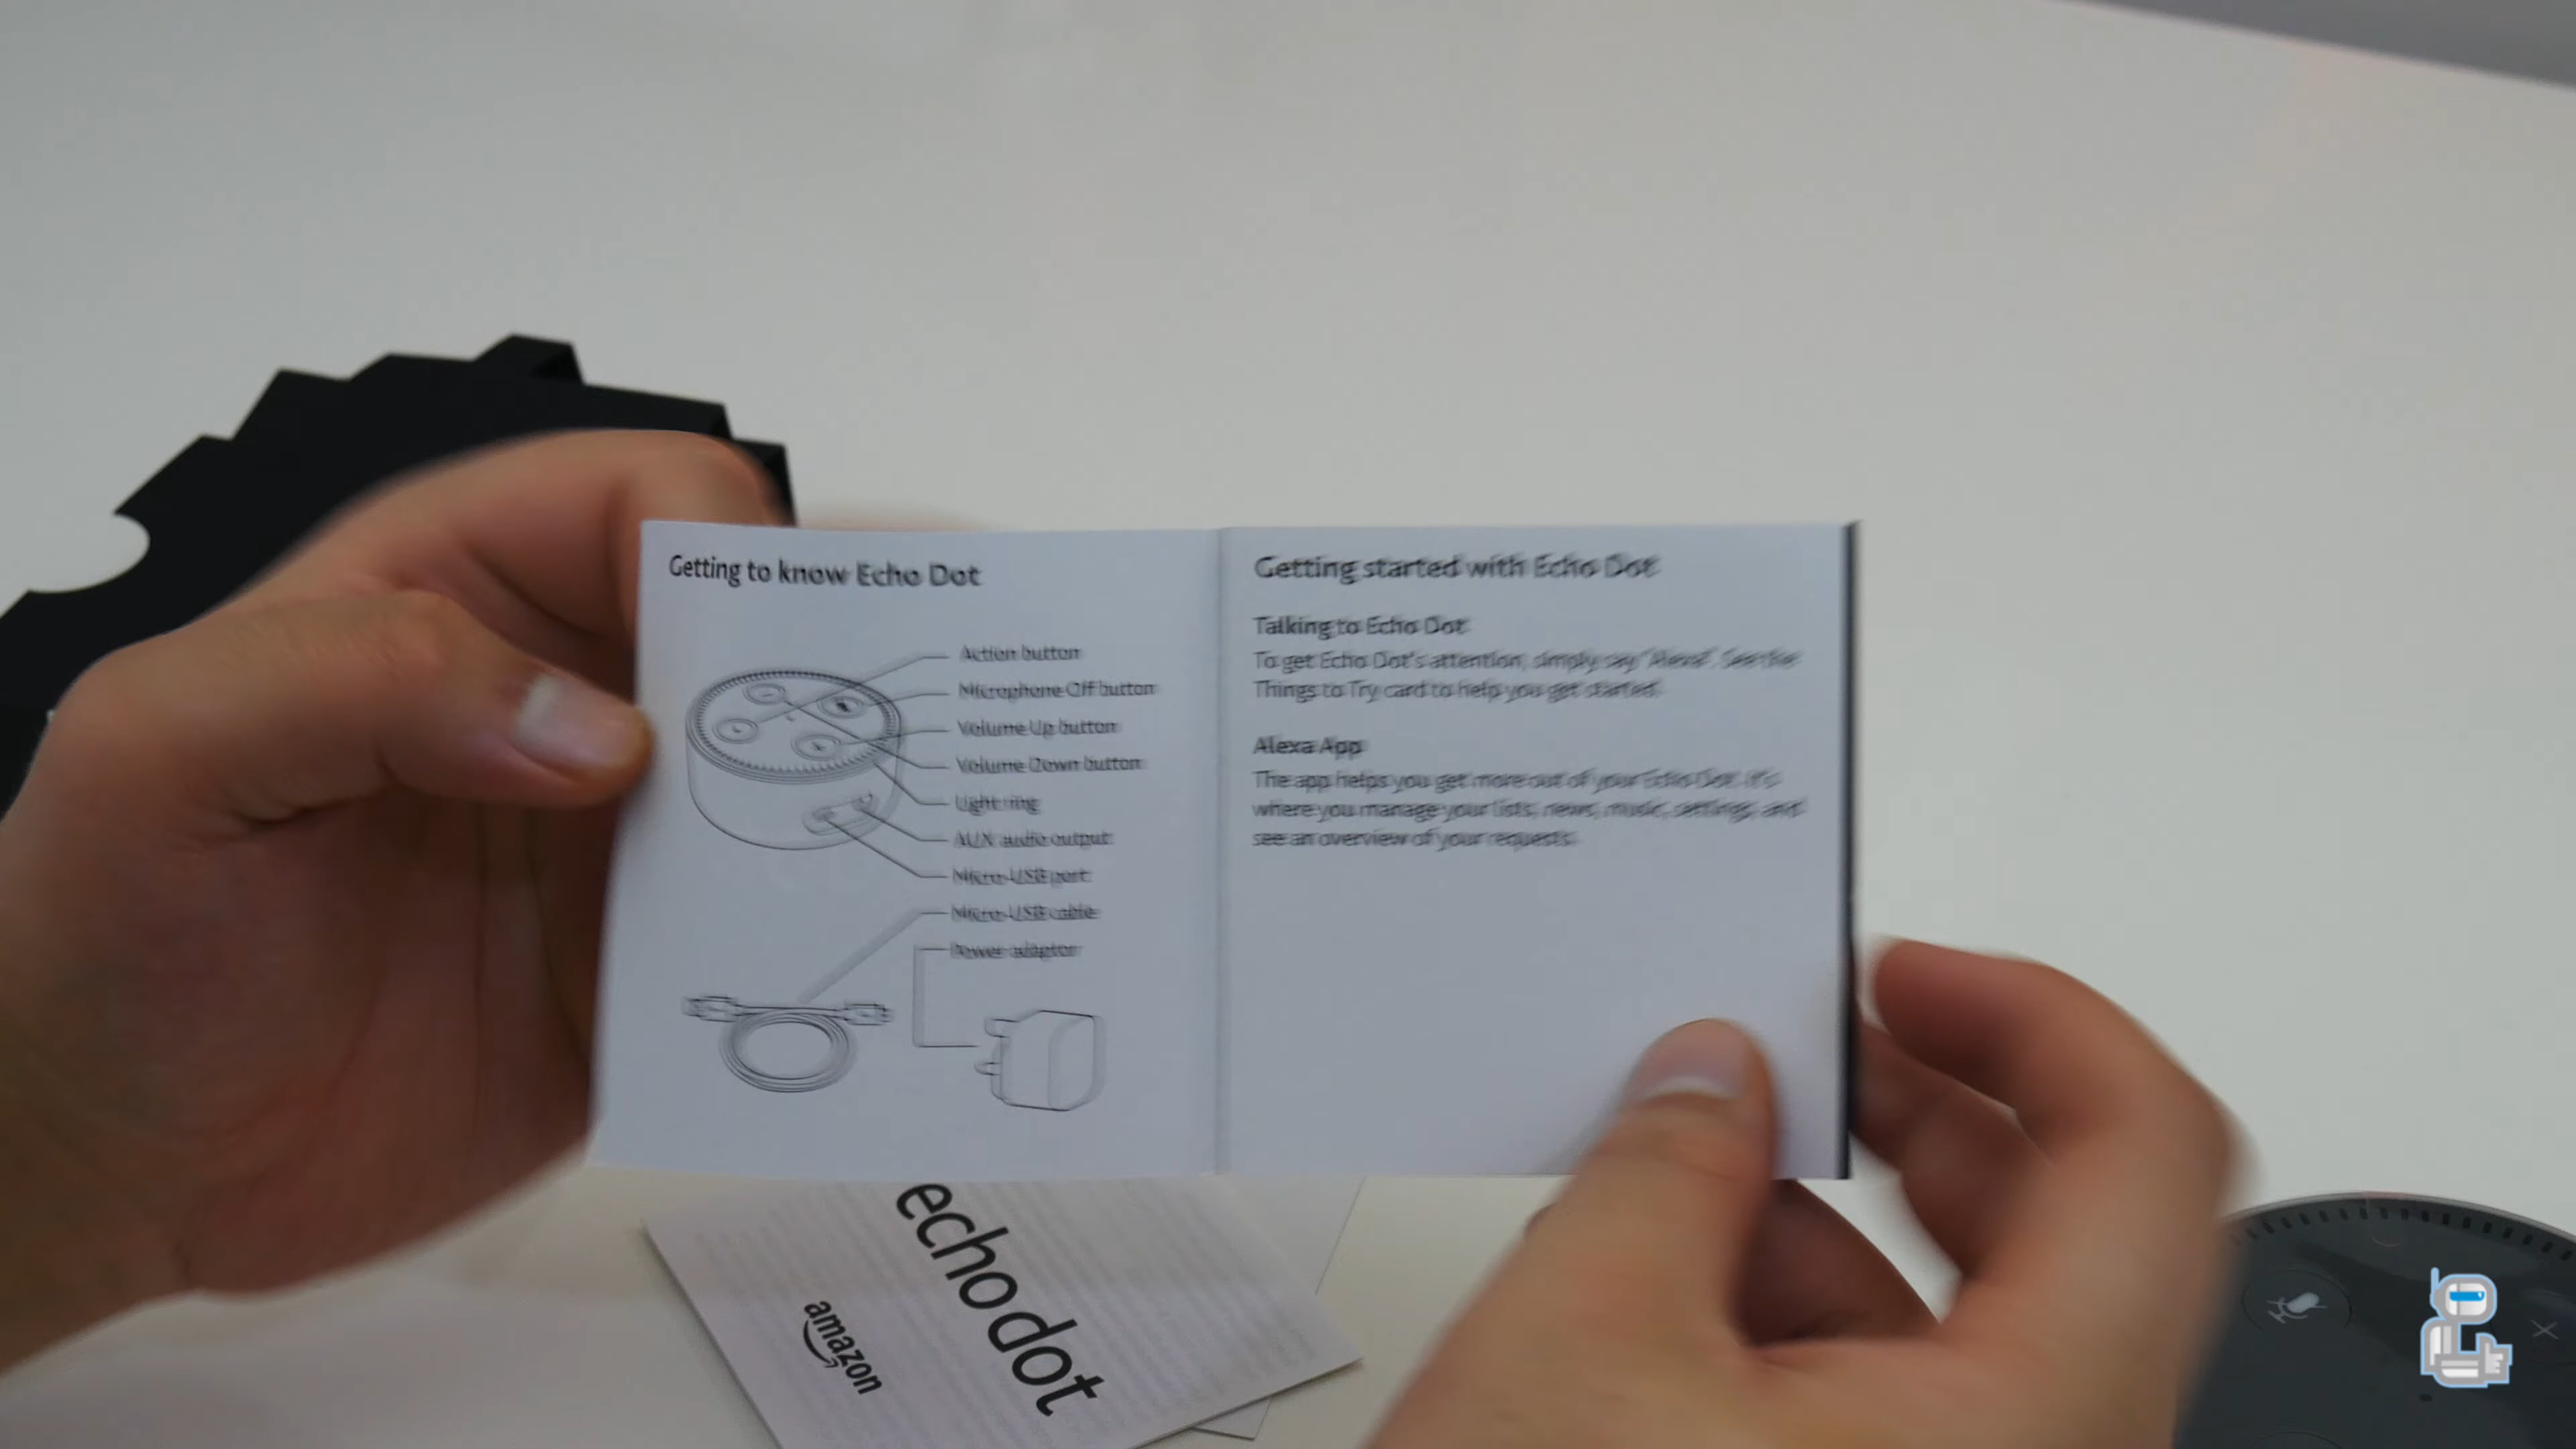 Getting to know Echo Dot
Action button
Microphone Off button
Volume Up button
Volume Down button
Light ring
AUX audio output
Micro-USB port
Micro-USB cable
Power adaptor
Getting started with Echo Dot
Talking to Echo Dot
To get Echo Dot's attention, simply say "Alexa". See the
Things to Try card to help you get started.
Alexa App
The app helps you get more out of your Echo Dot. It's
where you manage your lists, news, music, settings, and
see an overview of your requests.
echo dot
amazon